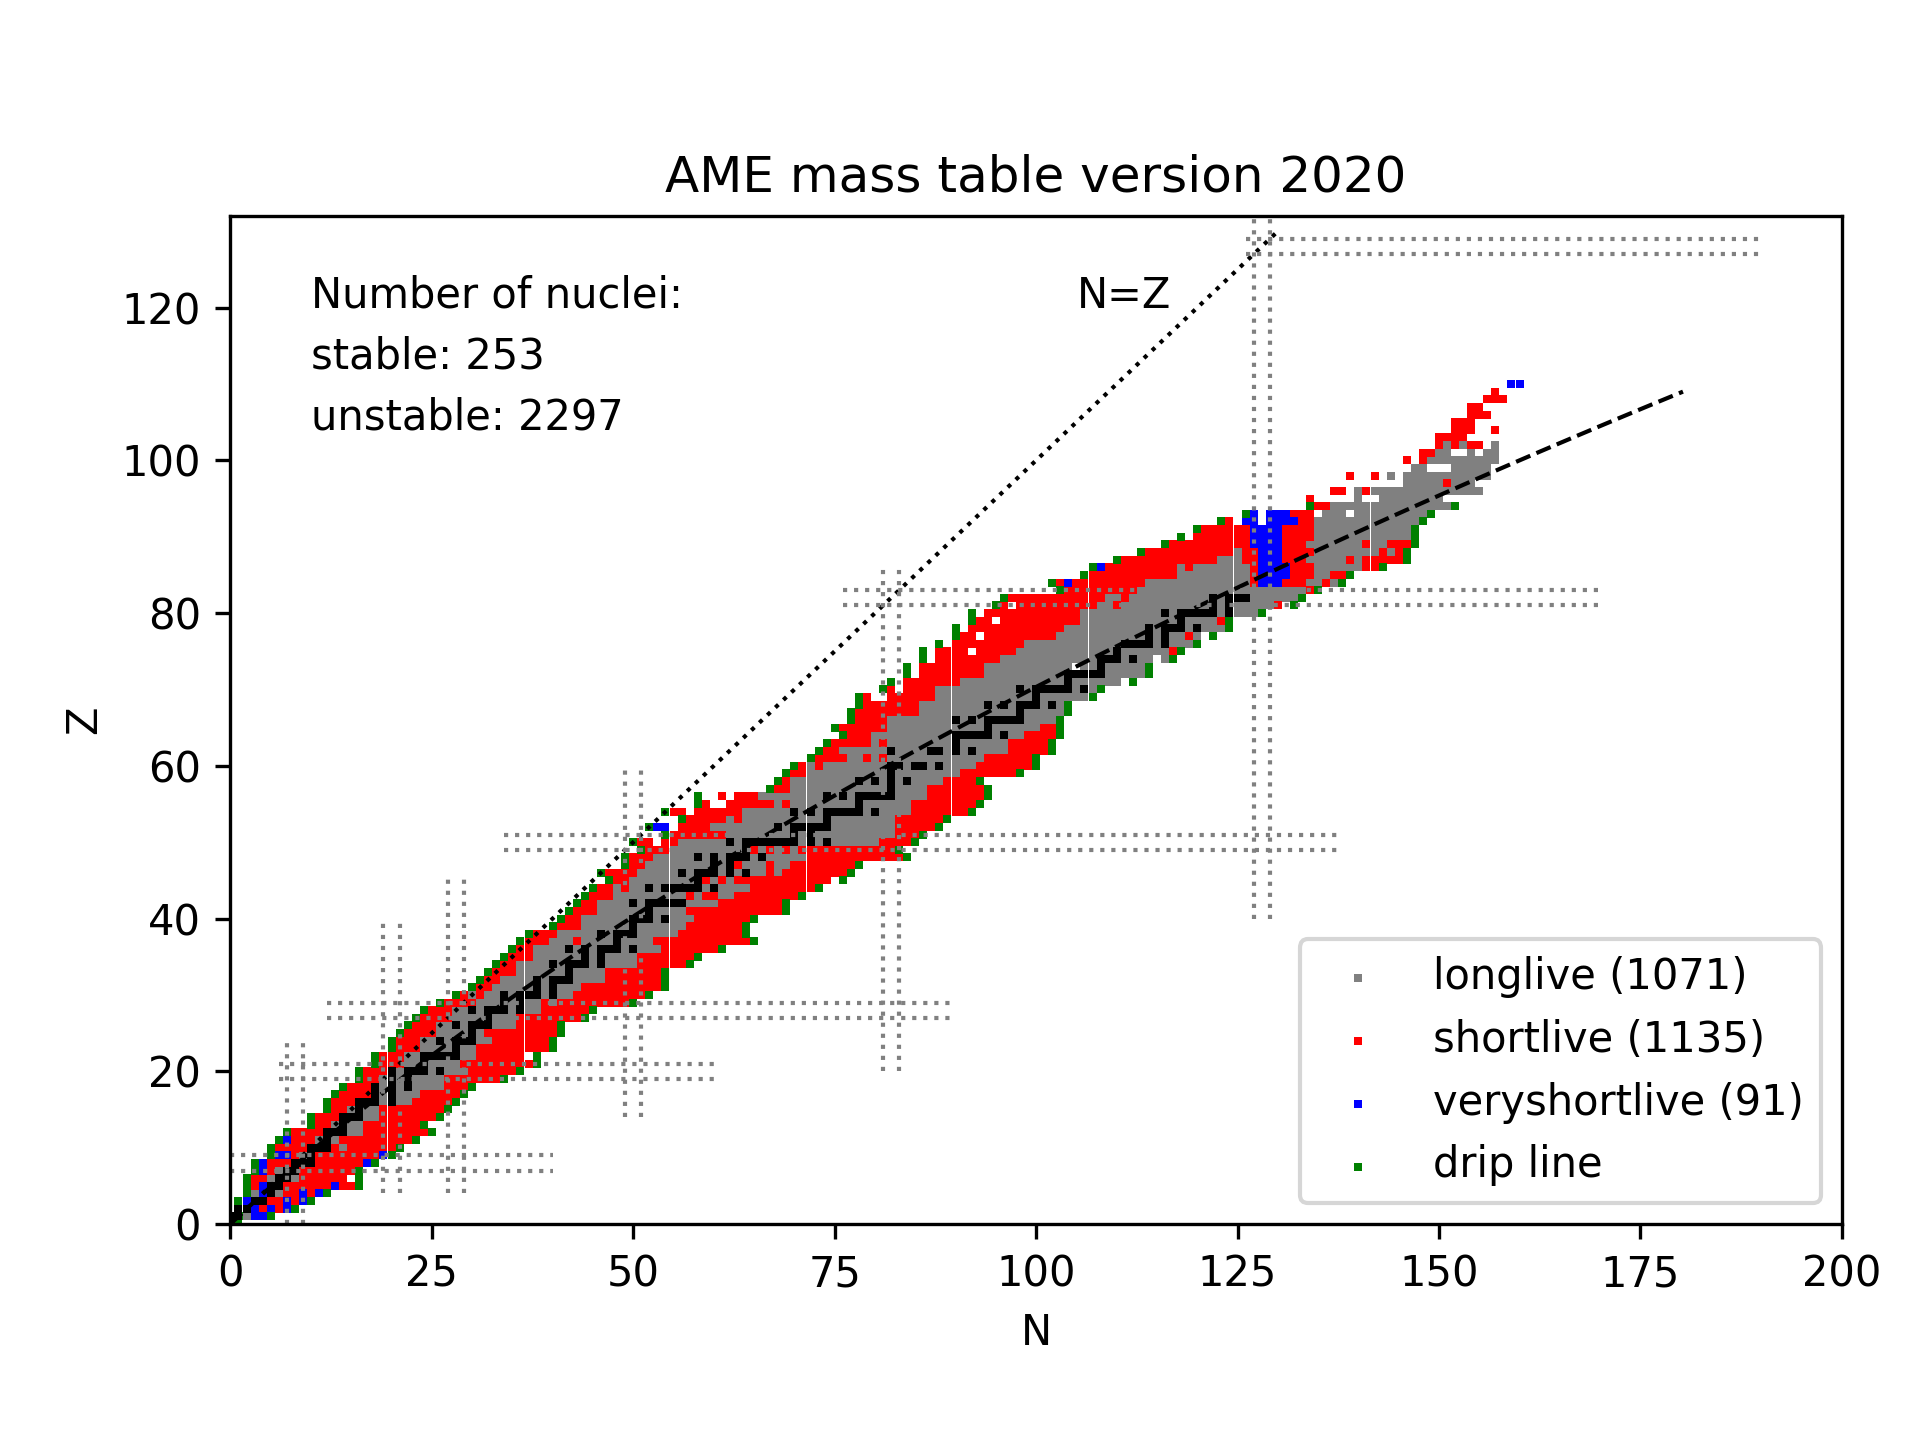 AME mass table version 2020
Number of nuclei:
stable: 253
unstable: 2297
N=Z
120
100
80
60
40
20
0
Z
longlive (1071)
shortlive (1135)
veryshortlive (91)
drip line
0 25 50 75 100 125 150 175 200
N